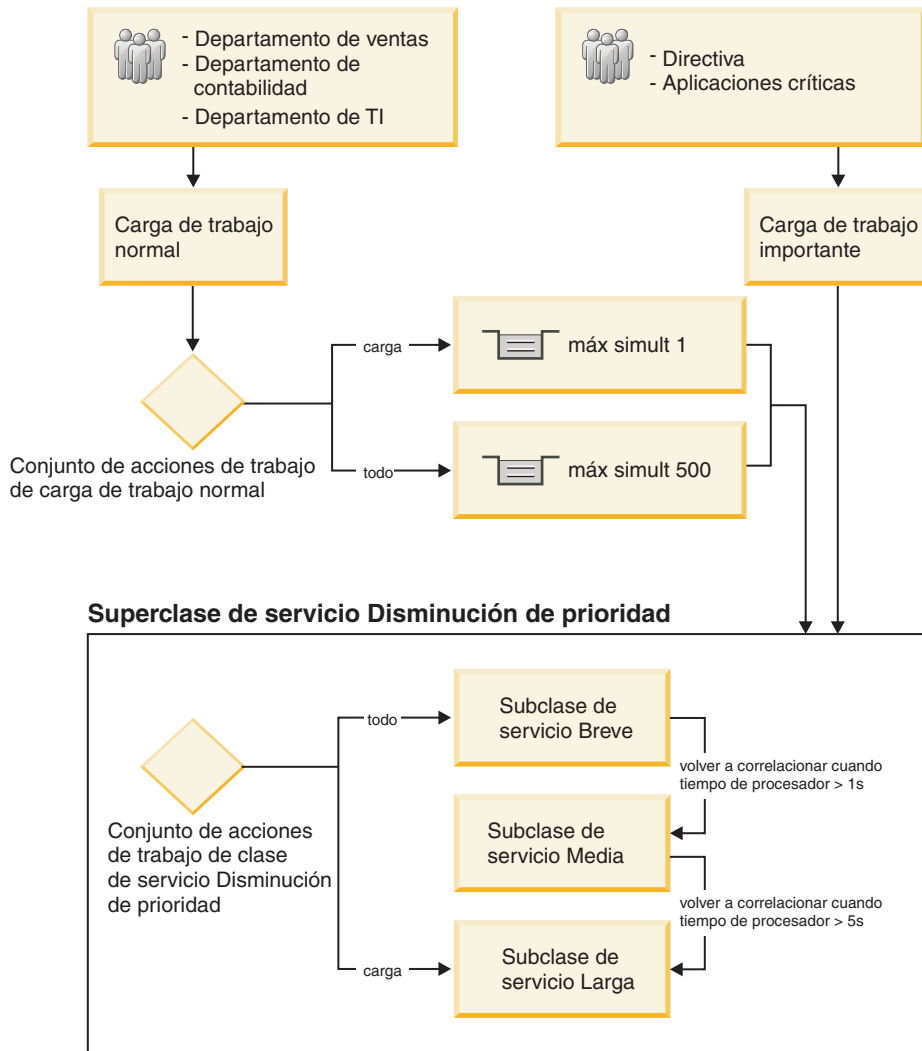 - Departamento de ventas
- Departamento de
contabilidad
- Departamento de TI
- Directiva
- Aplicaciones críticas
Carga de trabajo
normal
Carga de trabajo
importante
carga
máx simult 1
todo
máx simult 500
Conjunto de acciones de trabajo
de carga de trabajo normal
Superclase de servicio Disminución de prioridad
todo
Subclase de
servicio Breve
volver a correlacionar cuando
tiempo de procesador > 1s
Conjunto de acciones
de trabajo de clase
de servicio Disminución
de prioridad
Subclase de
servicio Media
volver a correlacionar cuando
tiempo de procesador > 5s
carga
Subclase de
servicio Larga